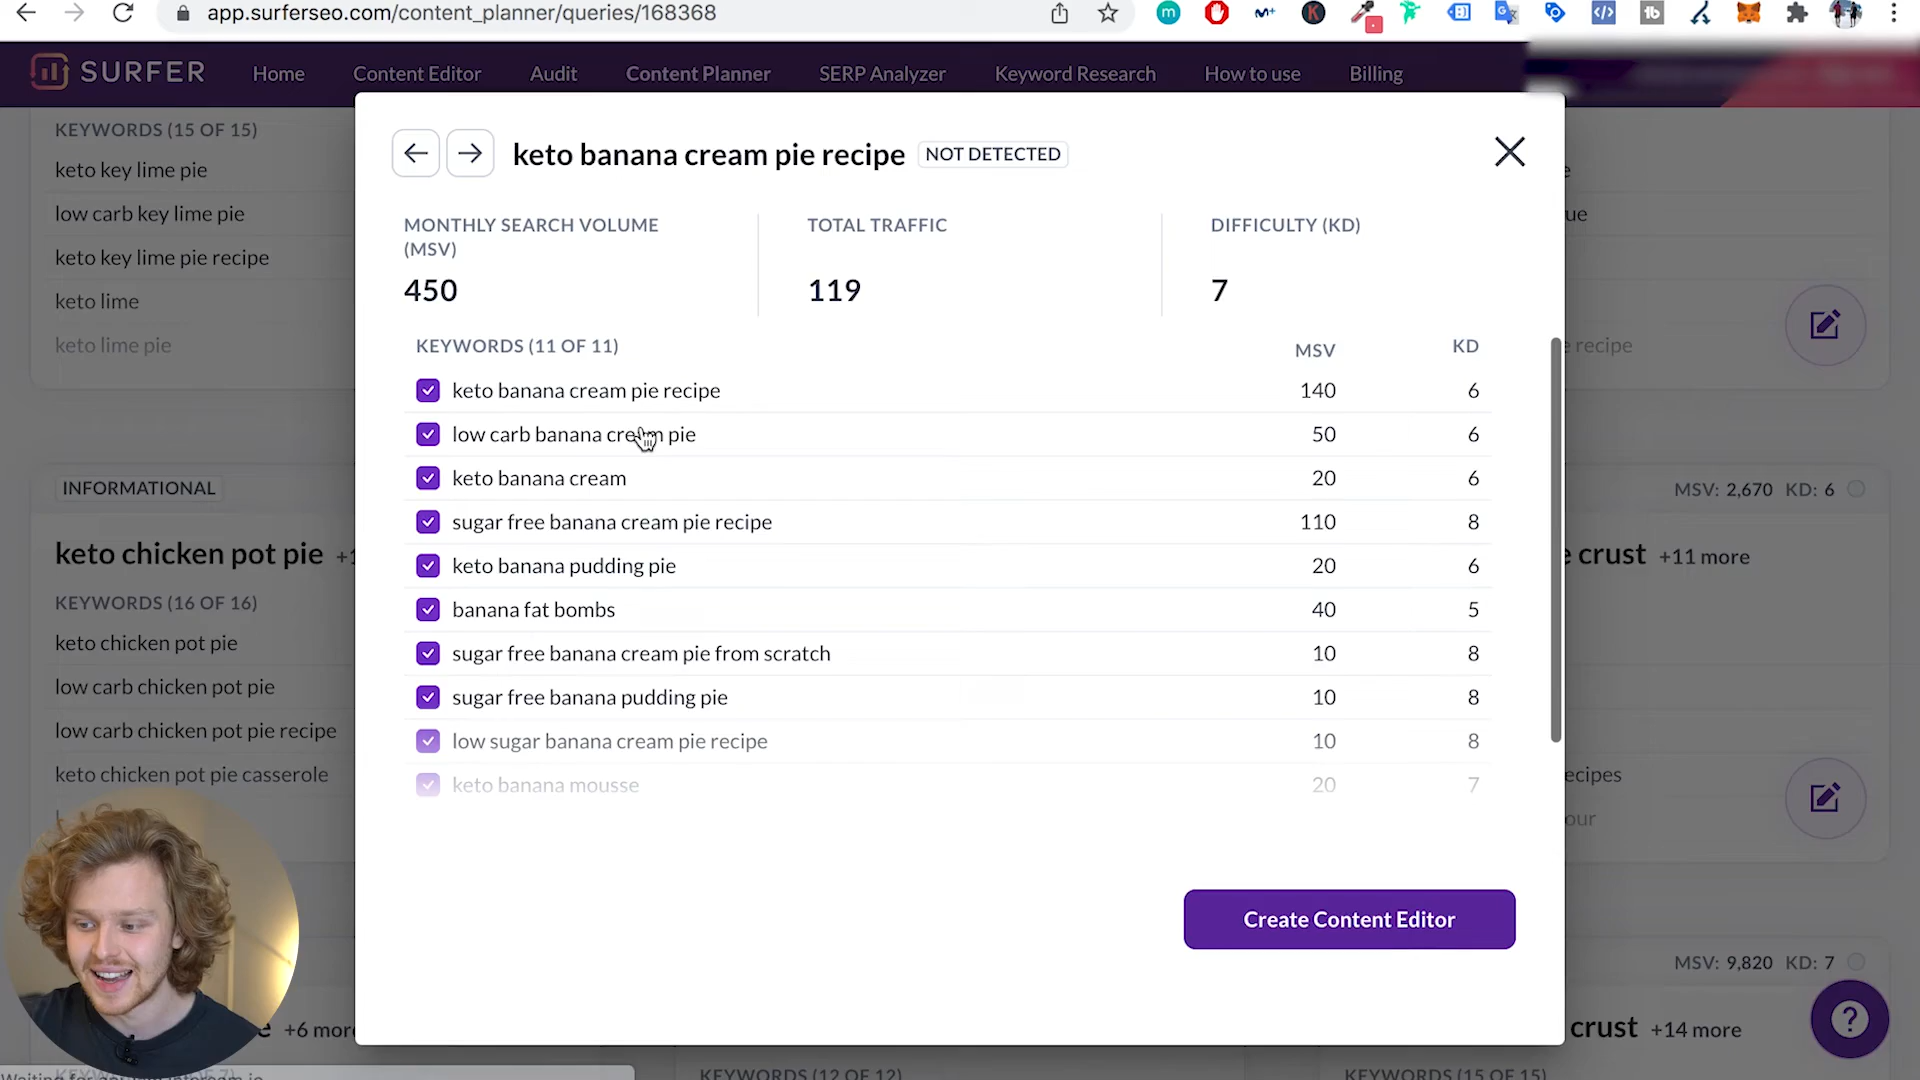 app.surferseo.com/content_planner/queries/168368
SURFER
Home
Content Editor
Audit
Content Planner
SERP Analyzer
Keyword Research
How to use
Billing
KEYWORDS (15 OF 15)
keto key lime pie
low carb key lime pie
keto key lime pie recipe
keto lime
keto lime pie
INFORMATIONAL
keto chicken pot pie
KEYWORDS (16 OF 16)
keto chicken pot pie
low carb chicken pot pie
low carb chicken pot pie recipe
keto chicken pot pie casserole
+6 more
keto banana cream pie recipe NOT DETECTED
MONTHLY SEARCH VOLUME
(MSV)
450
TOTAL TRAFFIC
119
DIFFICULTY (KD)
7
KEYWORDS (11 OF 11) MSV KD
keto banana cream pie recipe 140 6
low carb banana cream pie 50 6
keto banana cream 20 6
sugar free banana cream pie recipe 110 8
keto banana pudding pie 20 6
banana fat bombs 40 5
sugar free banana cream pie from scratch 10 8
sugar free banana pudding pie 10 8
low sugar banana cream pie recipe 10 8
keto banana mousse 20 7
Create Content Editor
recipe
MSV: 2,670 KD: 6
crust +11 more
MSV: 9,820 KD: 7
crust +14 more
KEYWORDS (12 OF 12)
KEYWORDS (15 OF 15)